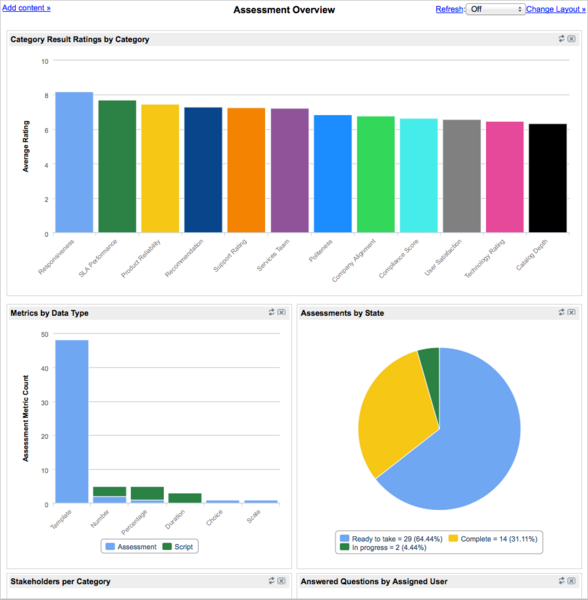 Add content »
Assessment Overview
Refresh: Off Change Layout »
Category Result Ratings by Category
10
8
6
4
2
0
Average Rating
Responsiveness
SLA Performance
Product Reliability
Recommendation
Support Rating
Services Team
Politeness
Company Alignment
Compliance Score
User Satisfaction
Technology Rating
Catalog Depth
Metrics by Data Type
50
40
30
20
10
0
Assessment Metric Count
Template
Number
Percentage
Duration
Choice
Scale
Assessment Script
Assessments by State
Ready to take = 29 (64.44%) Complete = 14 (31.11%)
In progress = 2 (4.44%)
Stakeholders per Category
Answered Questions by Assigned User